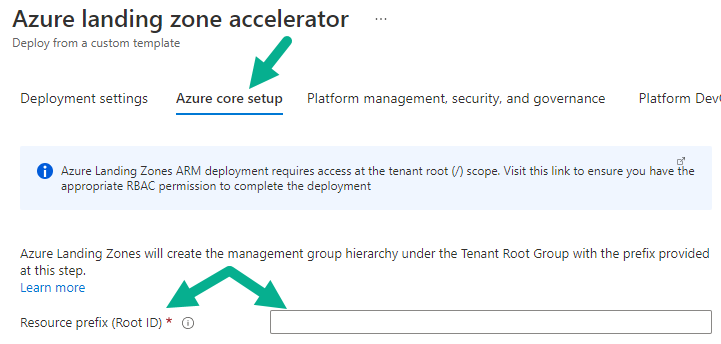 Azure landing zone accelerator ...
Deploy from a custom template
Deployment settings Azure core setup Platform management, security, and governance Platform Dev
Azure Landing Zones ARM deployment requires access at the tenant root (/) scope. Visit this link to ensure you have the
appropriate RBAC permission to complete the deployment
Azure Landing Zones will create the management group hierarchy under the Tenant Root Group with the prefix provided
at this step.
Learn more
Resource prefix (Root ID) *